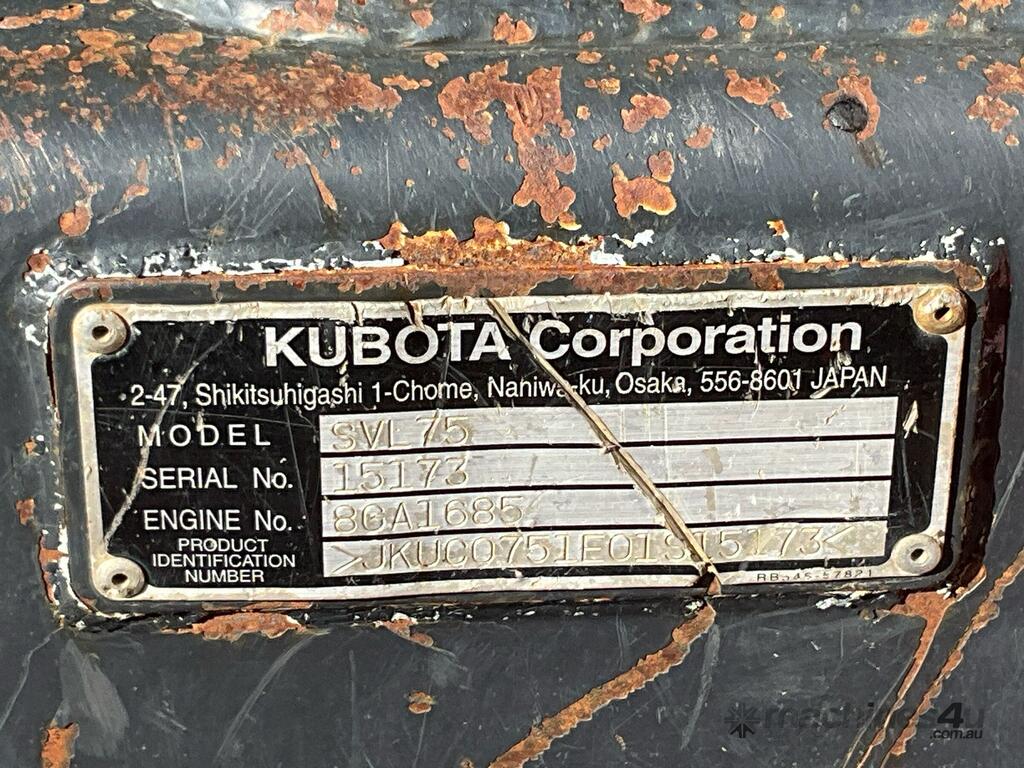 KUBOTA Corporation
2-47, Shikitsuhigashi 1-Chome, Naniwa-ku, Osaka, 556-8601 JAPAN
MODEL SVL75
SERIAL No. 15173
ENGINE No. 8GA1685
PRODUCT IDENTIFICATION NUMBER >JKUC0751E01S15173<
machines4u
.com.au